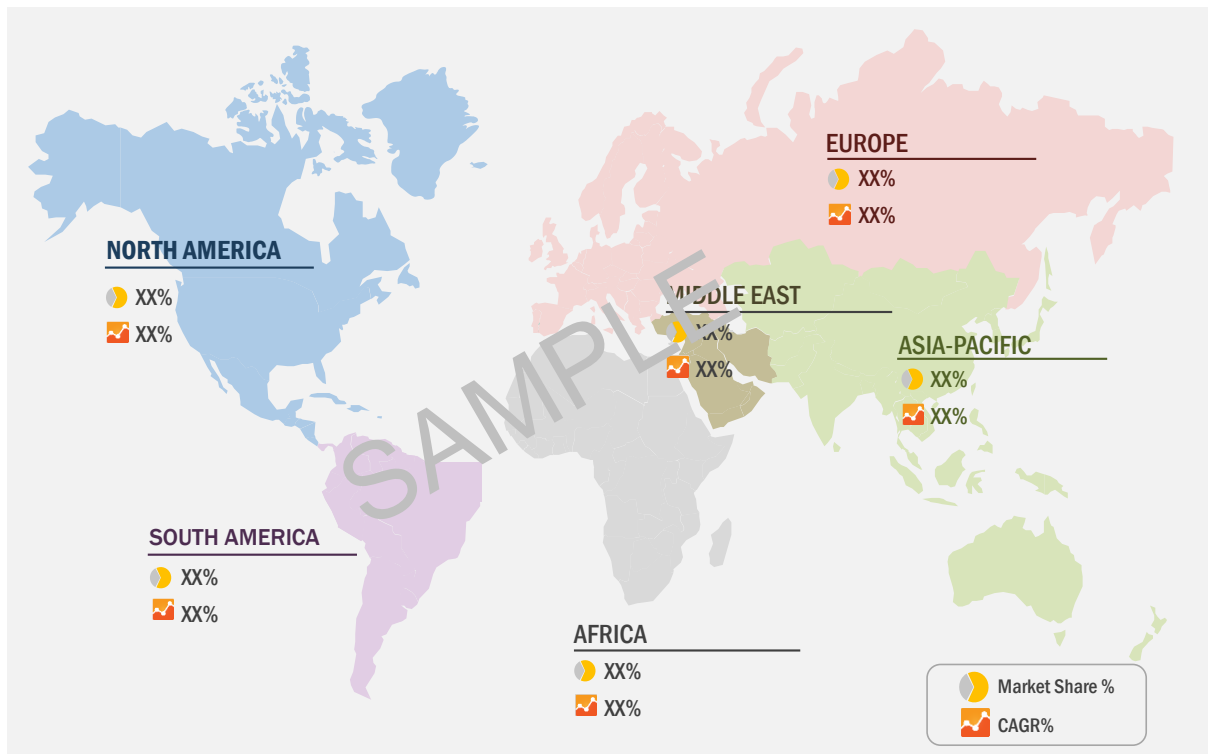 EUROPE
XX%
XX%
NORTH AMERICA
XX%
XX%
MIDDLE EAST
XX%
XX%
ASIA-PACIFIC
XX%
XX%
SAMPLE
SOUTH AMERICA
XX%
XX%
AFRICA
XX%
XX%
Market Share %
CAGR%